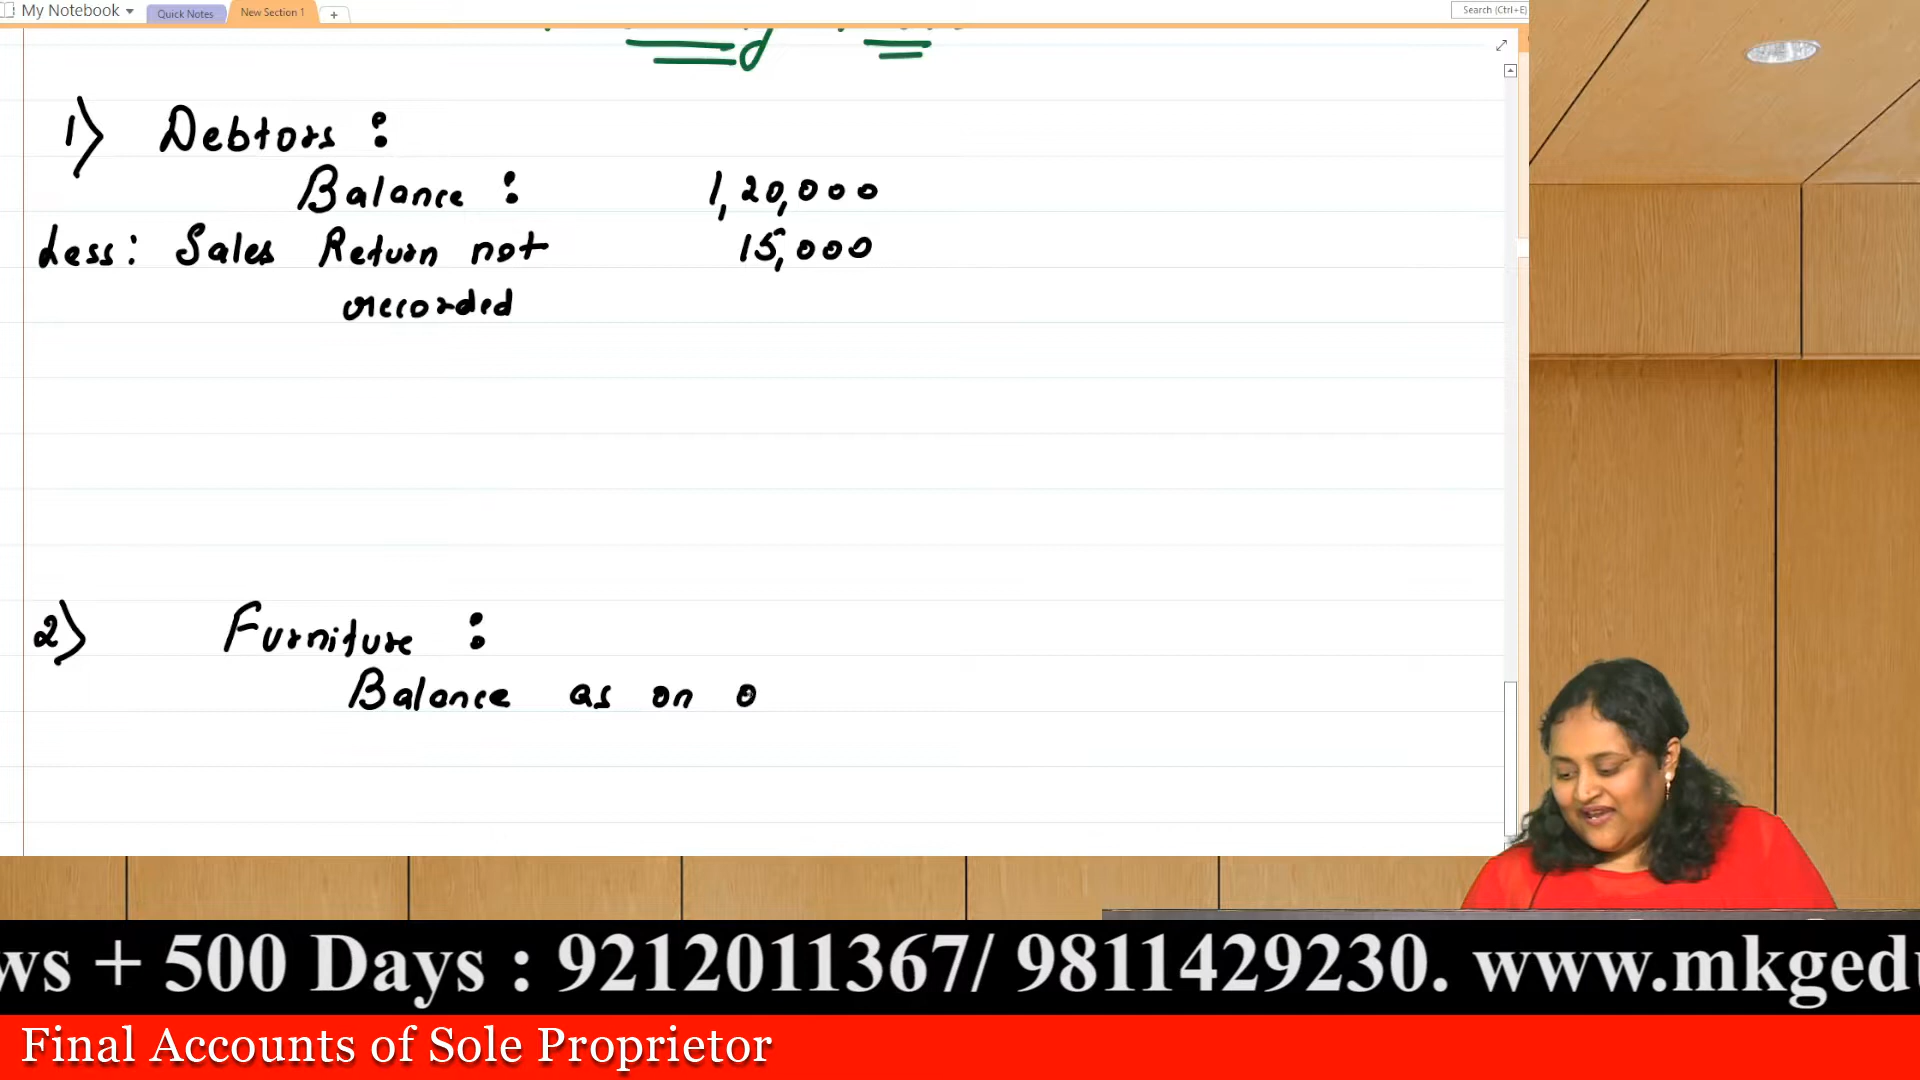 My Notebook
Quick Notes
New Section 1
+
Search (Ctrl+E)
1) Debtors :
Balance : 1,20,000
Less: Sales Return not 15,000
recorded
2) Furniture :
Balance as on 0
ws + 500 Days : 9212011367/ 9811429230. www.mkgedu
Final Accounts of Sole Proprietor